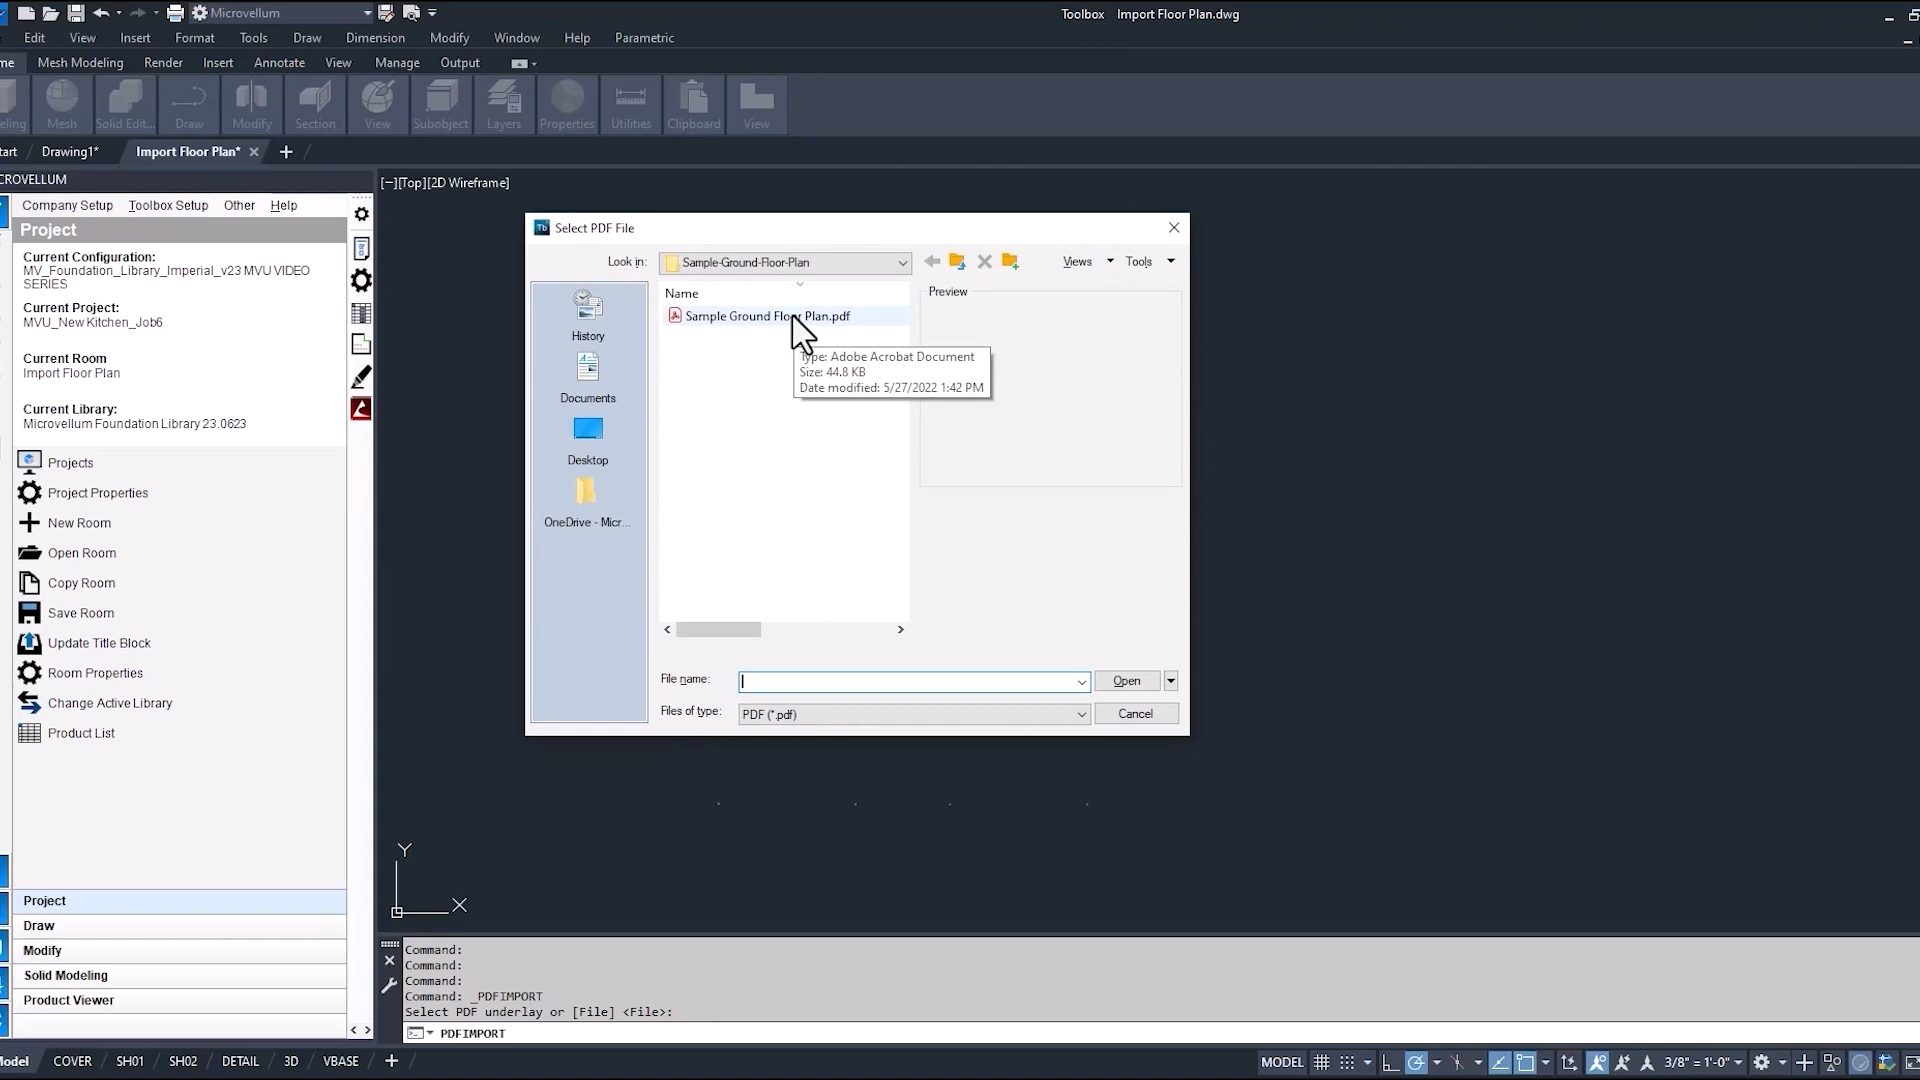 Microvellum
Toolbox Import Floor Plan.dwg
Edit View Insert Format Tools Draw Dimension Modify Window Help Parametric
me Mesh Modeling Render Insert Annotate View Manage Output
eling Mesh Solid Edit... Draw Modify Section View Subobject Layers Properties Utilities Clipboard View
tart Drawing1* Import Floor Plan*
CROVELLUM
[−][Top][2D Wireframe]
Company Setup Toolbox Setup Other Help
Project
Current Configuration:
MV_Foundation_Library_Imperial_v23 MVU VIDEO
SERIES
Current Project:
MVU_New Kitchen_Job6
Current Room
Import Floor Plan
Current Library:
Microvellum Foundation Library 23.0623
Projects
Project Properties
New Room
Open Room
Copy Room
Save Room
Update Title Block
Room Properties
Change Active Library
Product List
Project
Draw
Modify
Solid Modeling
Product Viewer
Tb Select PDF File
Look in: Sample-Ground-Floor-Plan Views Tools
Name
Sample Ground Floor Plan.pdf
Type: Adobe Acrobat Document
Size: 44.8 KB
Date modified: 5/27/2022 1:42 PM
Preview
History
Documents
Desktop
OneDrive - Micr...
File name: Open
Files of type: PDF (*.pdf) Cancel
Y
X
Command:
Command:
Command:
Command: _PDFIMPORT
Select PDF underlay or [File] <File>:
PDFIMPORT
Model COVER SH01 SH02 DETAIL 3D VBASE
MODEL 3/8" = 1'-0"